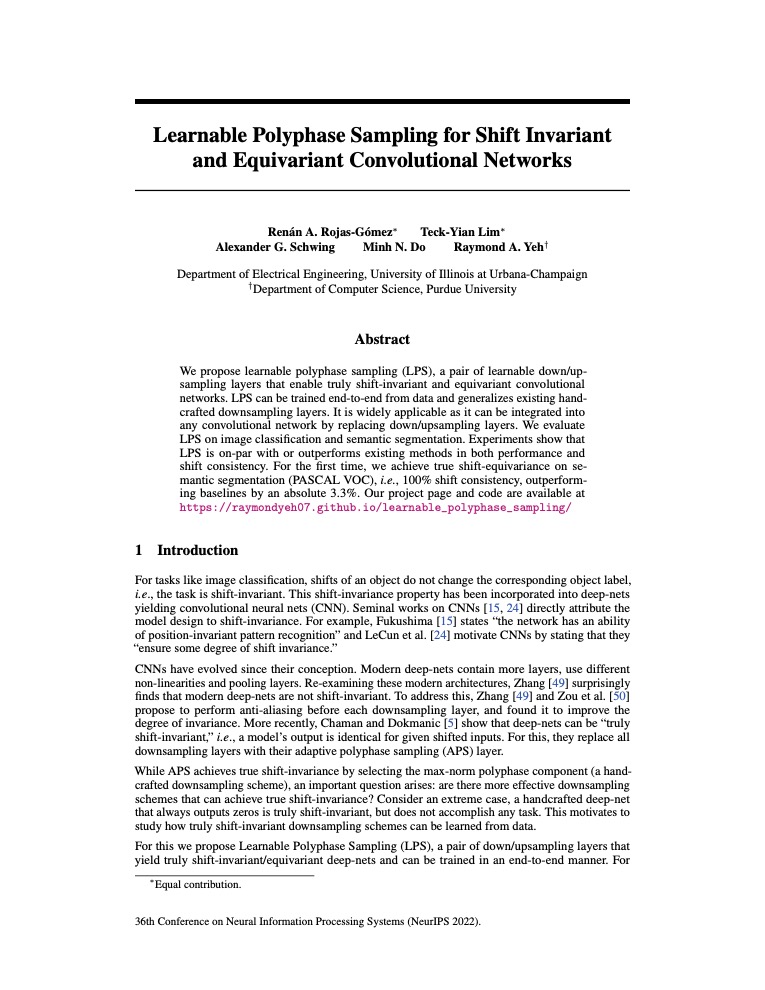 Learnable Polyphase Sampling for Shift Invariant
and Equivariant Convolutional Networks
Renán A. Rojas-Gómez* Teck-Yian Lim*
Alexander G. Schwing Minh N. Do Raymond A. Yeh†
Department of Electrical Engineering, University of Illinois at Urbana-Champaign
†Department of Computer Science, Purdue University
Abstract
We propose learnable polyphase sampling (LPS), a pair of learnable down/up-
sampling layers that enable truly shift-invariant and equivariant convolutional
networks. LPS can be trained end-to-end from data and generalizes existing hand-
crafted downsampling layers. It is widely applicable as it can be integrated into
any convolutional network by replacing down/upsampling layers. We evaluate
LPS on image classification and semantic segmentation. Experiments show that
LPS is on-par with or outperforms existing methods in both performance and
shift consistency. For the first time, we achieve true shift-equivariance on se-
mantic segmentation (PASCAL VOC), i.e., 100% shift consistency, outperform-
ing baselines by an absolute 3.3%. Our project page and code are available at
https://raymondyeh07.github.io/learnable_polyphase_sampling/
1 Introduction
For tasks like image classification, shifts of an object do not change the corresponding object label,
i.e., the task is shift-invariant. This shift-invariance property has been incorporated into deep-nets
yielding convolutional neural nets (CNN). Seminal works on CNNs [15, 24] directly attribute the
model design to shift-invariance. For example, Fukushima [15] states “the network has an ability
of position-invariant pattern recognition” and LeCun et al. [24] motivate CNNs by stating that they
“ensure some degree of shift invariance.”
CNNs have evolved since their conception. Modern deep-nets contain more layers, use different
non-linearities and pooling layers. Re-examining these modern architectures, Zhang [49] surprisingly
finds that modern deep-nets are not shift-invariant. To address this, Zhang [49] and Zou et al. [50]
propose to perform anti-aliasing before each downsampling layer, and found it to improve the
degree of invariance. More recently, Chaman and Dokmanic [5] show that deep-nets can be “truly
shift-invariant,” i.e., a model’s output is identical for given shifted inputs. For this, they replace all
downsampling layers with their adaptive polyphase sampling (APS) layer.
While APS achieves true shift-invariance by selecting the max-norm polyphase component (a hand-
crafted downsampling scheme), an important question arises: are there more effective downsampling
schemes that can achieve true shift-invariance? Consider an extreme case, a handcrafted deep-net
that always outputs zeros is truly shift-invariant, but does not accomplish any task. This motivates to
study how truly shift-invariant downsampling schemes can be learned from data.
For this we propose Learnable Polyphase Sampling (LPS), a pair of down/upsampling layers that
yield truly shift-invariant/equivariant deep-nets and can be trained in an end-to-end manner. For
*Equal contribution.
36th Conference on Neural Information Processing Systems (NeurIPS 2022).